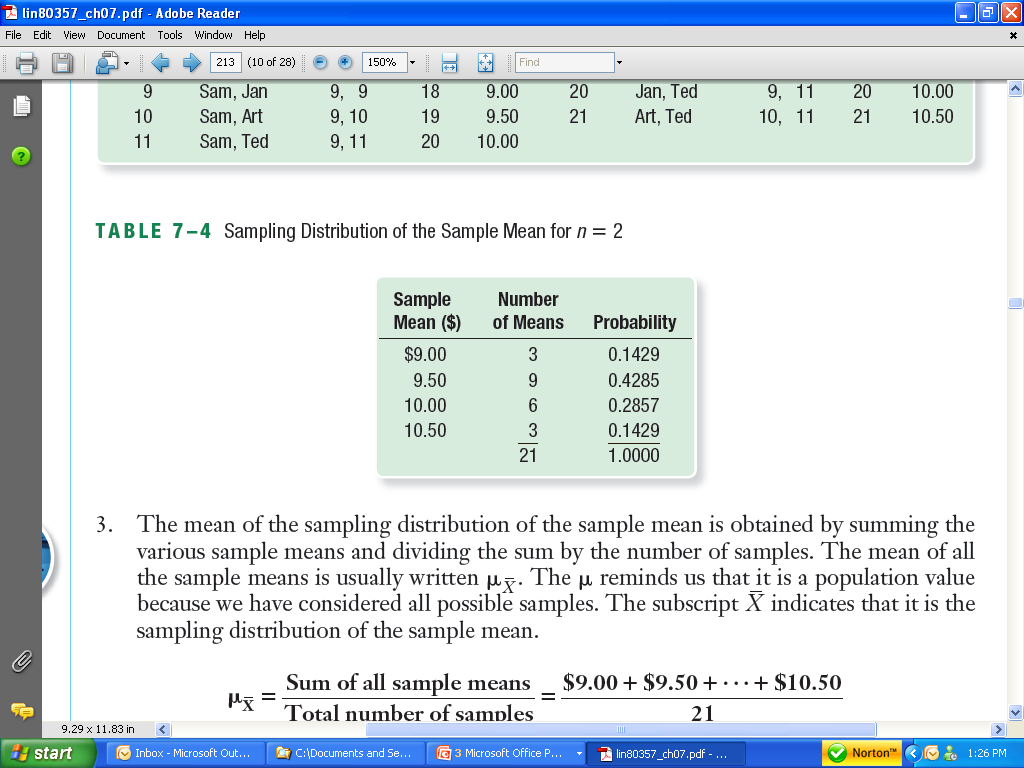 lin80357_ch07.pdf - Adobe Reader
File Edit View Document Tools Window Help
213 (10 of 28) 150% Find
9 Sam, Jan 9, 9 18 9.00 20 Jan, Ted 9, 11 20 10.00
10 Sam, Art 9, 10 19 9.50 21 Art, Ted 10, 11 21 10.50
11 Sam, Ted 9, 11 20 10.00
TABLE 7–4 Sampling Distribution of the Sample Mean for n = 2
Sample Number
Mean ($) of Means Probability
$9.00 3 0.1429
9.50 9 0.4285
10.00 6 0.2857
10.50 3 0.1429
21 1.0000
3. The mean of the sampling distribution of the sample mean is obtained by summing the
various sample means and dividing the sum by the number of samples. The mean of all
the sample means is usually written μX̄. The μ reminds us that it is a population value
because we have considered all possible samples. The subscript X̄ indicates that it is the
sampling distribution of the sample mean.
μX̄ = Sum of all sample means / Total number of samples = $9.00 + $9.50 + · · · + $10.50 / 21
9.29 x 11.83 in
start Inbox - Microsoft Out... C:\Documents and Se... 3 Microsoft Office P... lin80357_ch07.pdf - ... Norton™ 1:26 PM